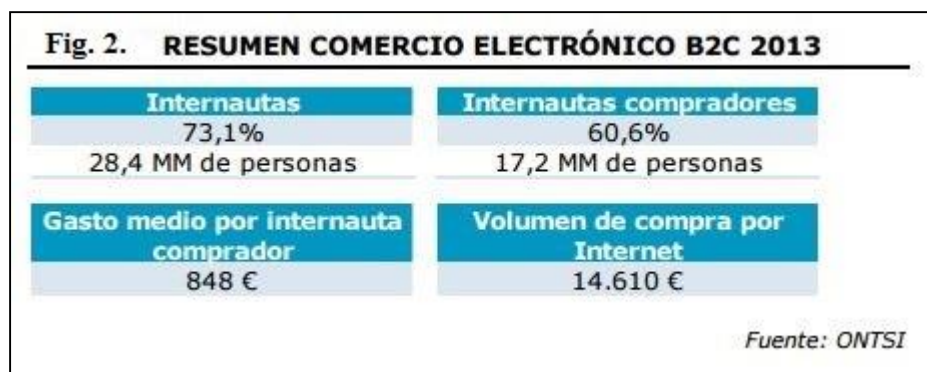 Fig. 2. RESUMEN COMERCIO ELECTRÓNICO B2C 2013
Internautas
73,1%
28,4 MM de personas
Internautas compradores
60,6%
17,2 MM de personas
Gasto medio por internauta
comprador
848 €
Volumen de compra por
Internet
14.610 €
Fuente: ONTSI